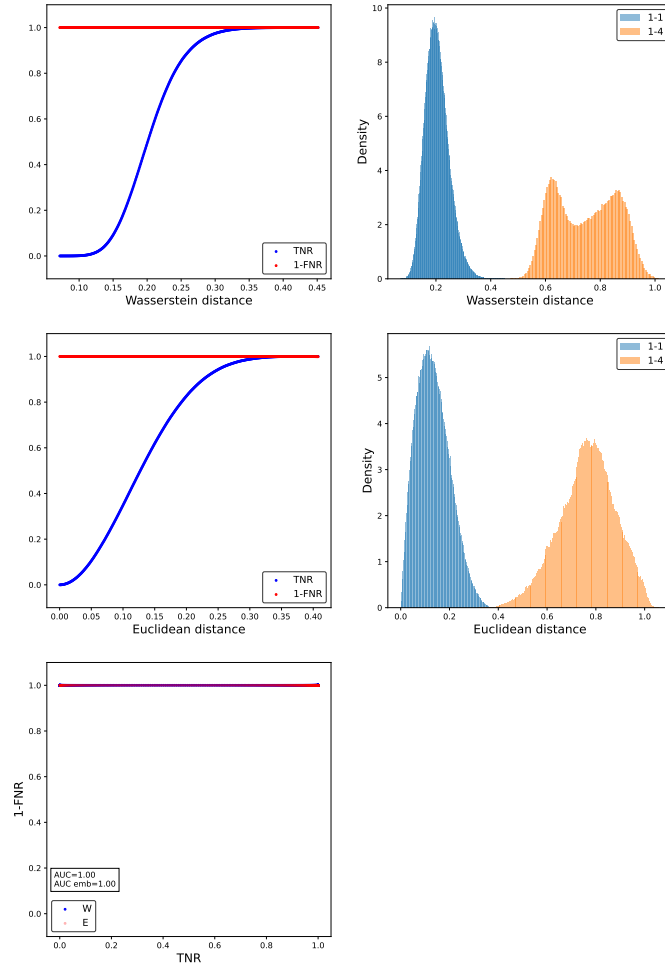 1.0
0.8
0.6
0.4
0.2
0.0
TNR
1-FNR
0.10 0.15 0.20 0.25 0.30 0.35 0.40 0.45
Wasserstein distance
10
8
6
4
2
0
Density
1-1
1-4
0.2 0.4 0.6 0.8 1.0
Wasserstein distance
1.0
0.8
0.6
0.4
0.2
0.0
TNR
1-FNR
0.00 0.05 0.10 0.15 0.20 0.25 0.30 0.35 0.40
Euclidean distance
5
4
3
2
1
0
Density
1-1
1-4
0.0 0.2 0.4 0.6 0.8 1.0
Euclidean distance
1.0
0.8
0.6
0.4
0.2
0.0
1-FNR
AUC=1.00
AUC emb=1.00
W
E
0.0 0.2 0.4 0.6 0.8 1.0
TNR